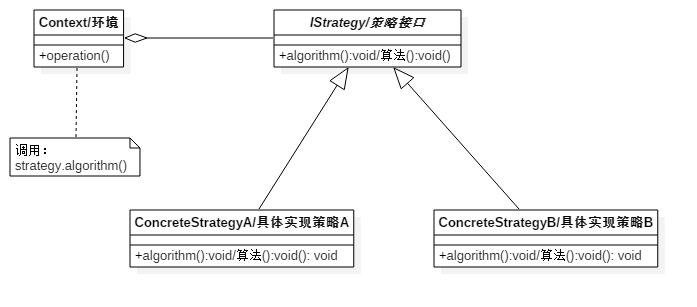 Context/环境
+operation()
IStrategy/策略接口
+algorithm():void/算法():void()
调用：
strategy.algorithm()
ConcreteStrategyA/具体实现策略A
+algorithm():void/算法():void(): void
ConcreteStrategyB/具体实现策略B
+algorithm():void/算法():void(): void